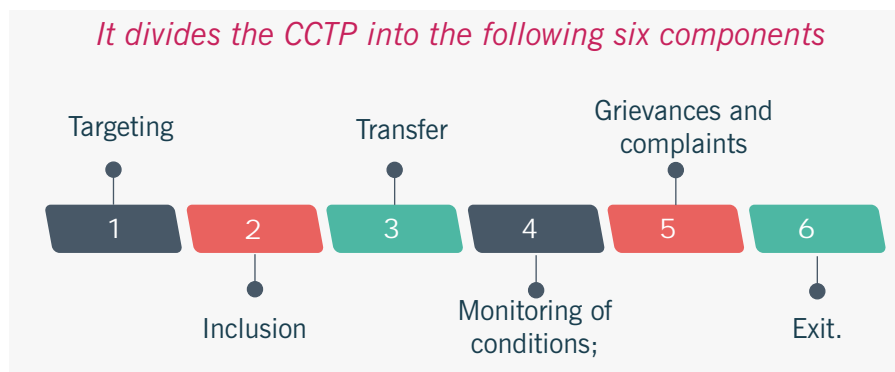 It divides the CCTP into the following six components
Targeting
Transfer
Grievances and
complaints
1
2
3
4
5
6
Inclusion
Monitoring of
conditions;
Exit.